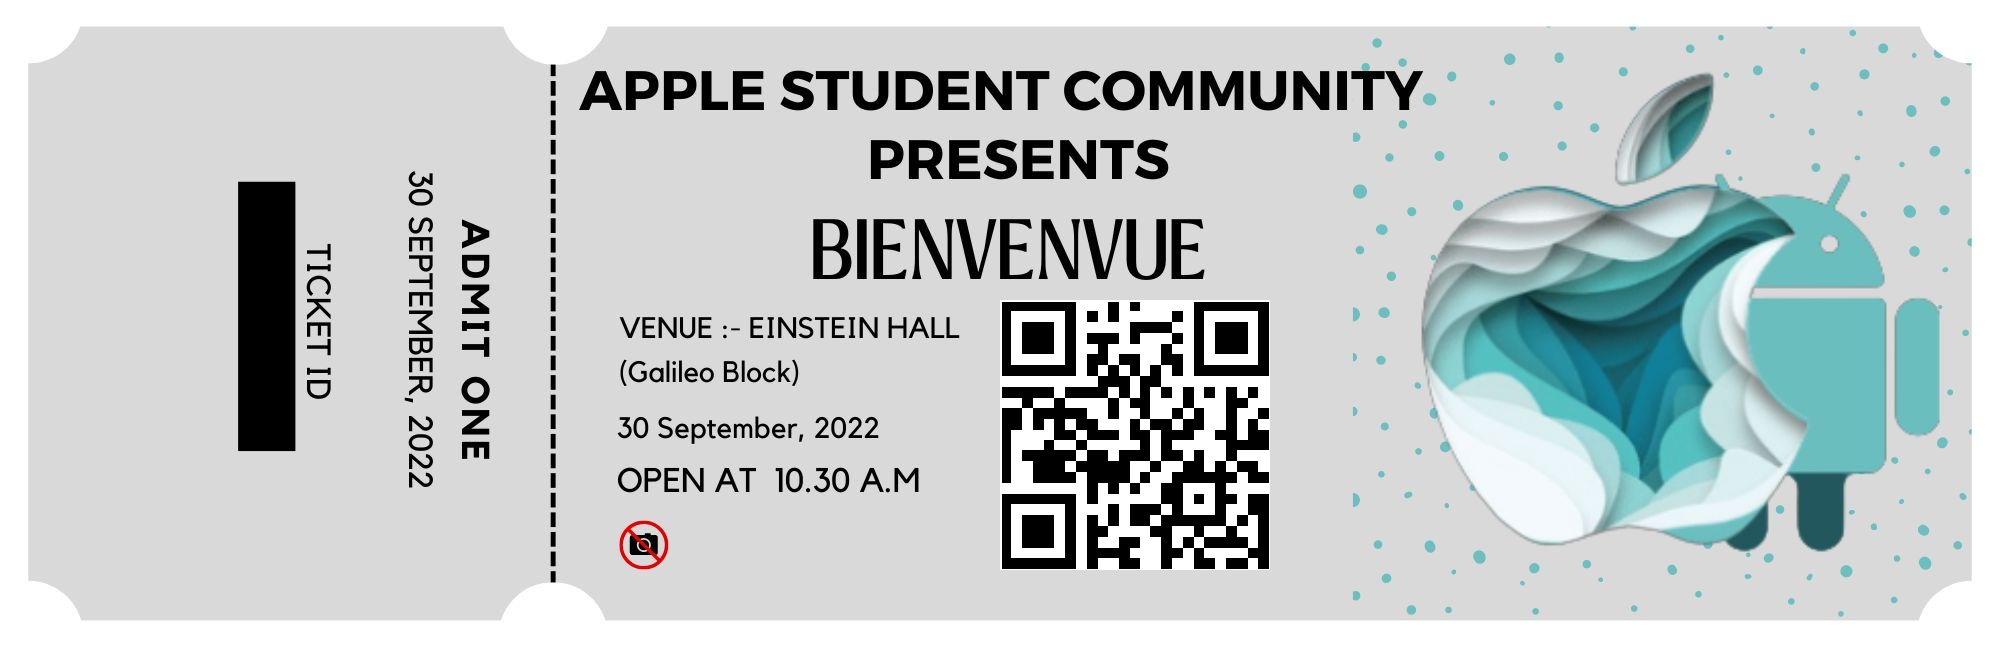 TICKET ID
30 SEPTEMBER, 2022
ADMIT ONE
APPLE STUDENT COMMUNITY
PRESENTS
BIENVENVUE
VENUE :- EINSTEIN HALL
(Galileo Block)
30 September, 2022
OPEN AT 10.30 A.M